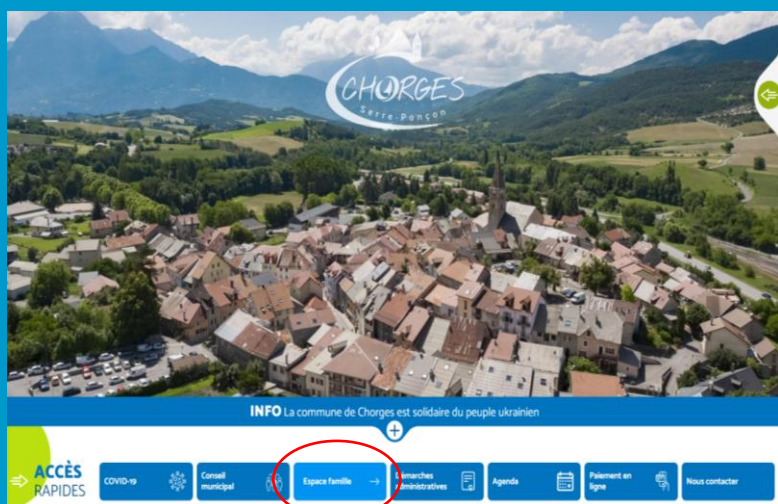 CHORGES
Serre-Ponçon
INFO La commune de Chorges est solidaire du peuple ukrainien
ACCÈS
RAPIDES
COVID-19
Conseil
municipal
Espace famille
Démarches
administratives
Agenda
Paiement en
ligne
Nous contacter